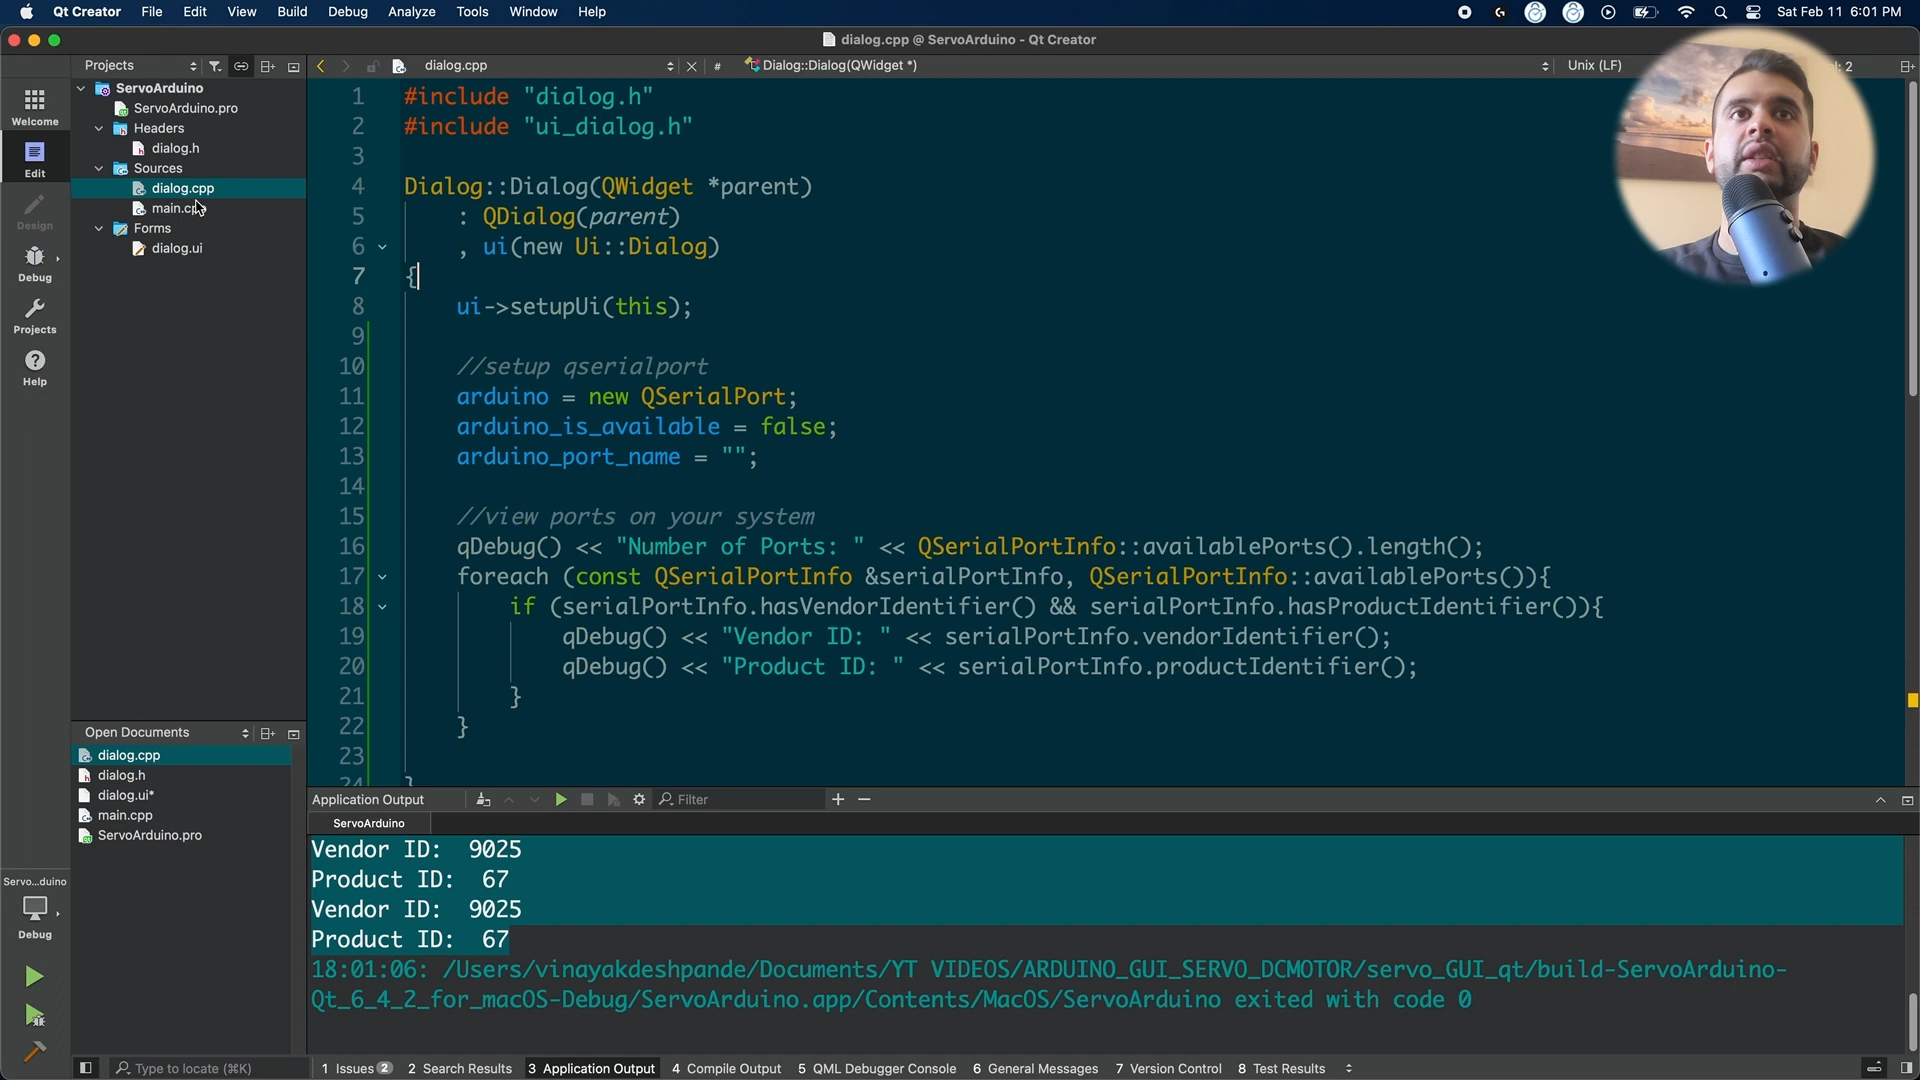 Qt Creator File Edit View Build Debug Analyze Tools Window Help Sat Feb 11 6:01 PM
dialog.cpp @ ServoArduino - Qt Creator
Projects dialog.cpp # Dialog::Dialog(QWidget *) Unix (LF) : 2
Welcome
Edit
Design
Debug
Projects
Help
ServoArduino
ServoArduino.pro
Headers
dialog.h
Sources
dialog.cpp
main.cpp
Forms
dialog.ui
1 #include "dialog.h"
2 #include "ui_dialog.h"
3
4 Dialog::Dialog(QWidget *parent)
5 : QDialog(parent)
6 , ui(new Ui::Dialog)
7 {
8 ui->setupUi(this);
9
10 //setup qserialport
11 arduino = new QSerialPort;
12 arduino_is_available = false;
13 arduino_port_name = "";
14
15 //view ports on your system
16 qDebug() << "Number of Ports: " << QSerialPortInfo::availablePorts().length();
17 foreach (const QSerialPortInfo &serialPortInfo, QSerialPortInfo::availablePorts()){
18 if (serialPortInfo.hasVendorIdentifier() && serialPortInfo.hasProductIdentifier()){
19 qDebug() << "Vendor ID: " << serialPortInfo.vendorIdentifier();
20 qDebug() << "Product ID: " << serialPortInfo.productIdentifier();
21 }
22 }
23
24 }
Open Documents
dialog.cpp
dialog.h
dialog.ui*
main.cpp
ServoArduino.pro
Servo...duino
Debug
Application Output Filter
ServoArduino
Vendor ID: 9025
Product ID: 67
Vendor ID: 9025
Product ID: 67
18:01:06: /Users/vinayakdeshpande/Documents/YT VIDEOS/ARDUINO_GUI_SERVO_DCMOTOR/servo_GUI_qt/build-ServoArduino-
Qt_6_4_2_for_macOS-Debug/ServoArduino.app/Contents/MacOS/ServoArduino exited with code 0
Type to locate (⌘K) 1 Issues 2 2 Search Results 3 Application Output 4 Compile Output 5 QML Debugger Console 6 General Messages 7 Version Control 8 Test Results